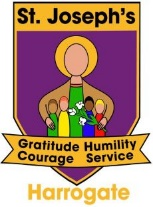 St. Joseph's
Gratitude Humility
Courage Service
Harrogate